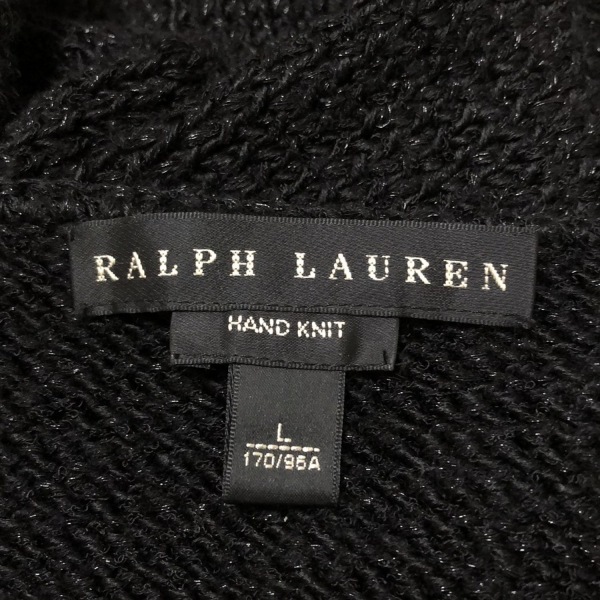 RALPH LAUREN
HAND KNIT
L
170/96A